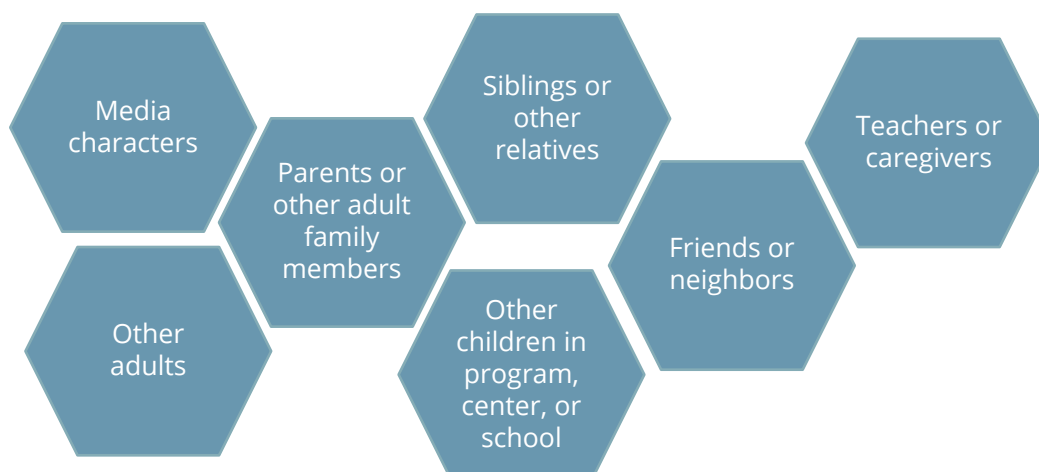 Media
characters
Parents or
other adult
family
members
Siblings or
other
relatives
Teachers or
caregivers
Other
adults
Other
children in
program,
center, or
school
Friends or
neighbors